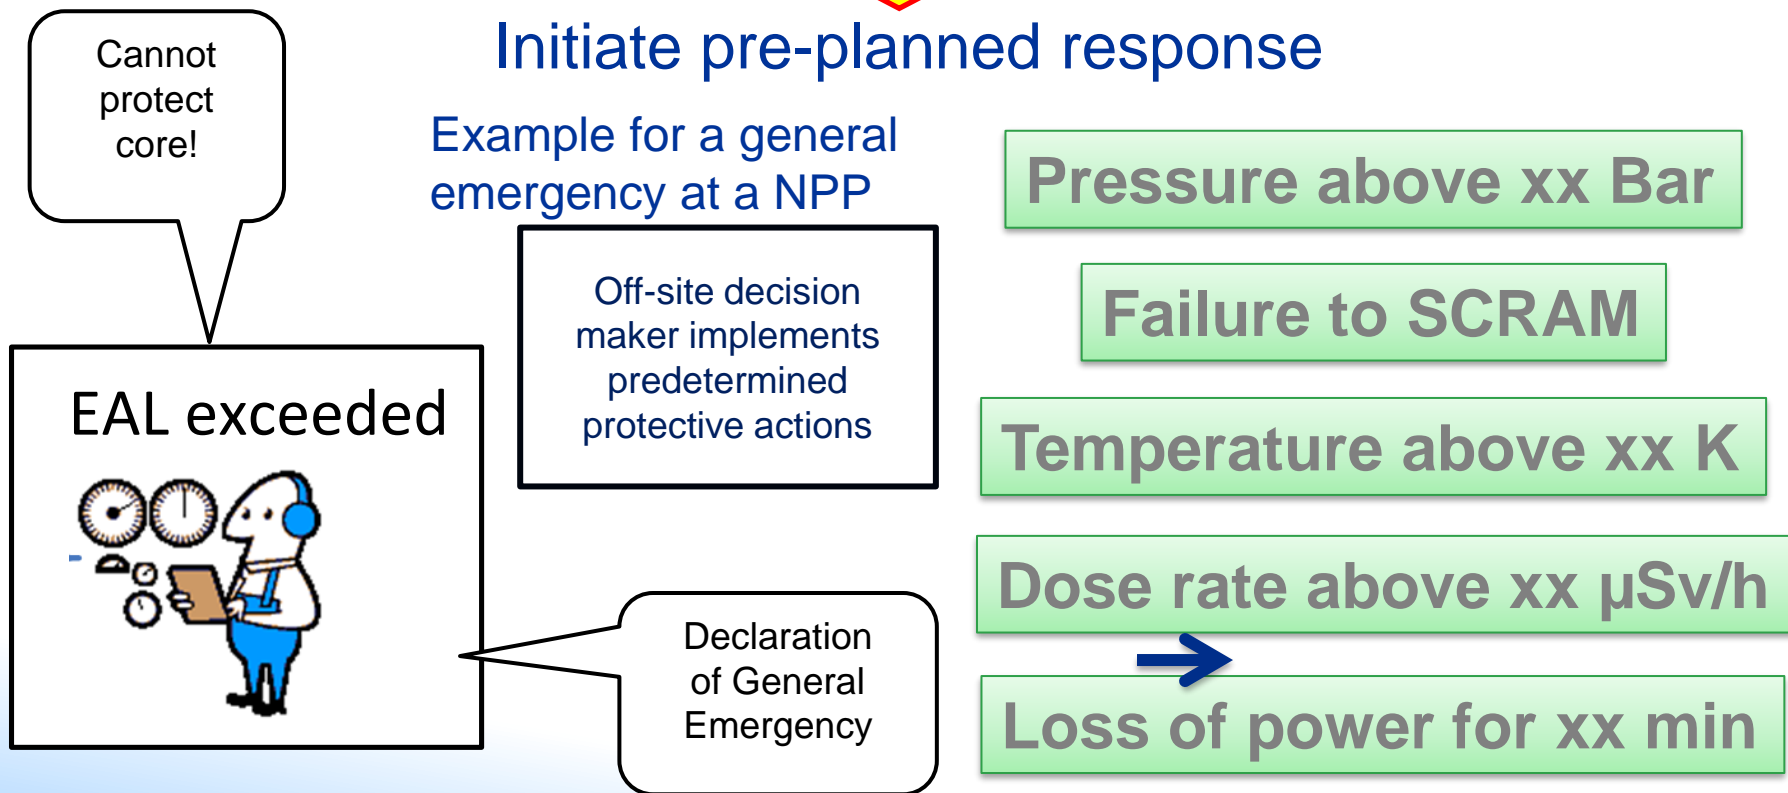 Initiate pre-planned response
Cannot
protect
core!
Example for a general
emergency at a NPP
EAL exceeded
Off-site decision
maker implements
predetermined
protective actions
Declaration
of General
Emergency
Pressure above xx Bar
Failure to SCRAM
Temperature above xx K
Dose rate above xx µSv/h
Loss of power for xx min